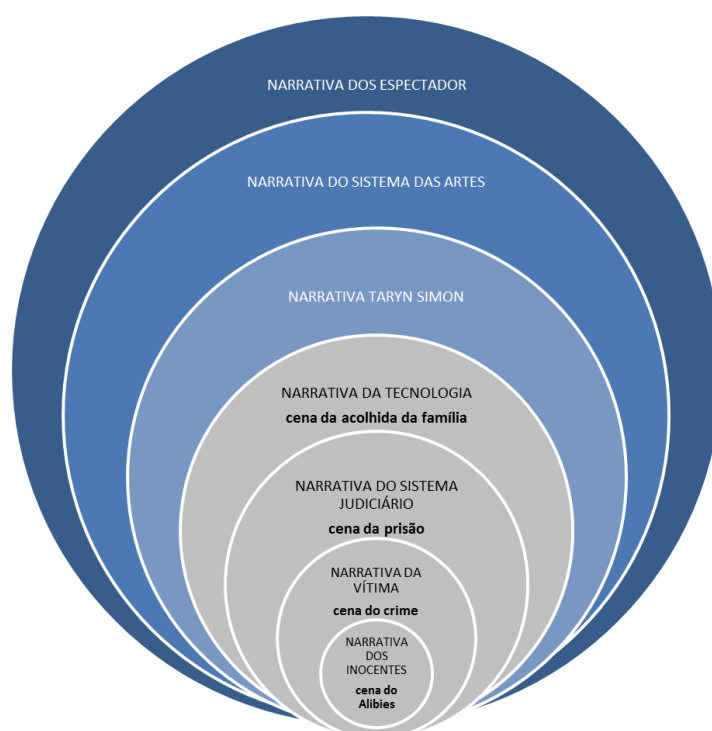 NARRATIVA DOS ESPECTADOR
NARRATIVA DO SISTEMA DAS ARTES
NARRATIVA TARYN SIMON
NARRATIVA DA TECNOLOGIA
cena da acolhida da família
NARRATIVA DO SISTEMA
JUDICIÁRIO
cena da prisão
NARRATIVA DA
VÍTIMA
cena do crime
NARRATIVA
DOS
INOCENTES
cena do
Alibies